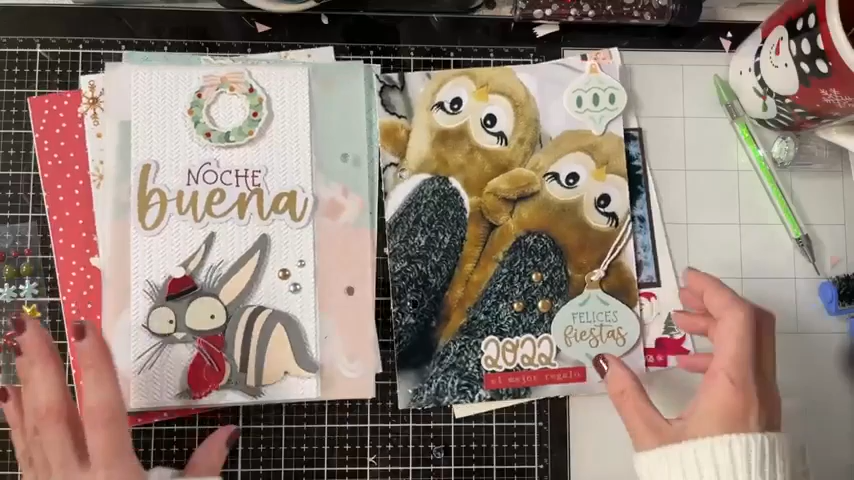 NOCHE
buena
FELICES
fiestas
2022
el mejor regalo